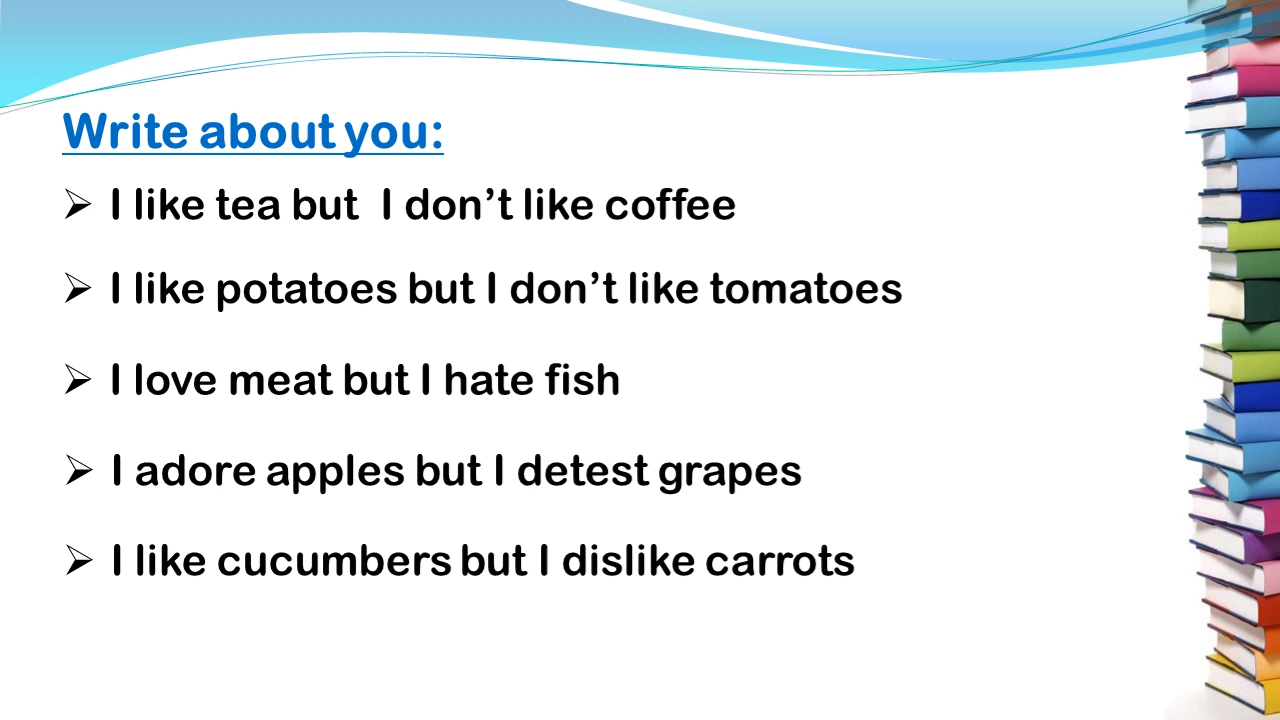 Write about you:
➢ I like tea but  I don’t like coffee
➢ I like potatoes but I don’t like tomatoes
➢ I love meat but I hate fish
➢ I adore apples but I detest grapes
➢ I like cucumbers but I dislike carrots